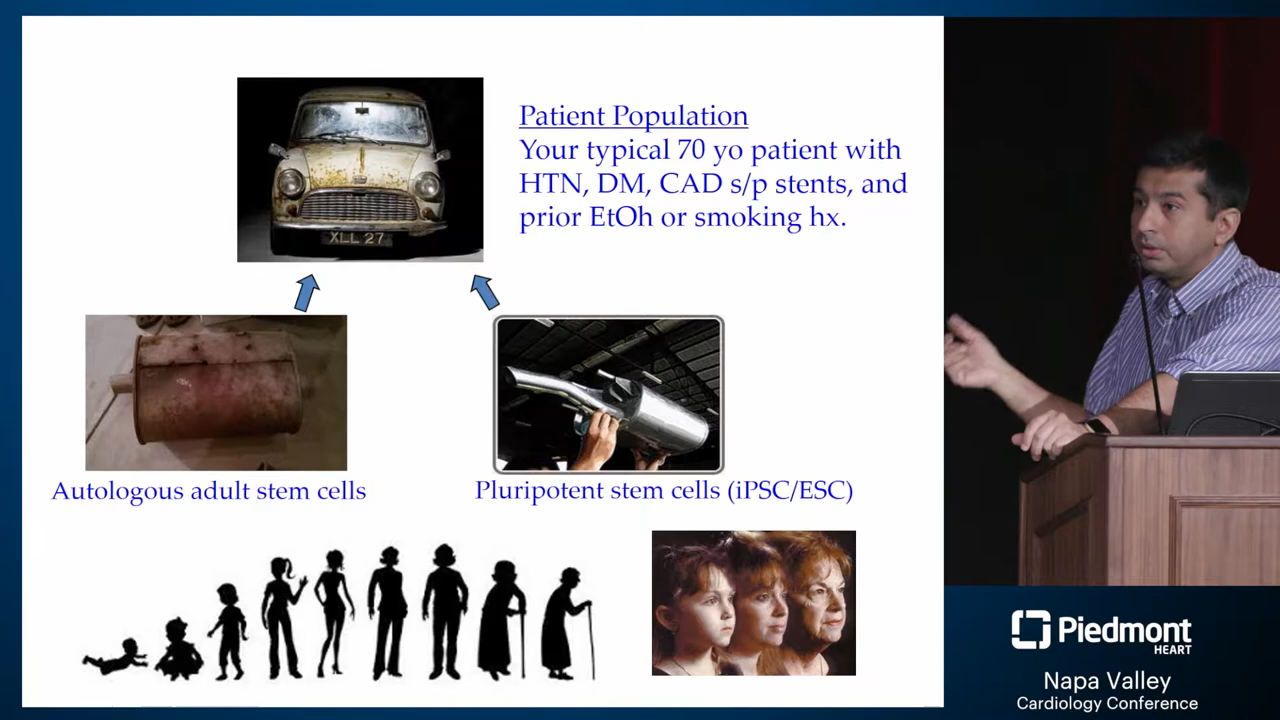 Patient Population
Your typical 70 yo patient with
HTN, DM, CAD s/p stents, and
prior EtOh or smoking hx.
XLL 27
Autologous adult stem cells
Pluripotent stem cells (iPSC/ESC)
Piedmont
HEART
Napa Valley
Cardiology Conference